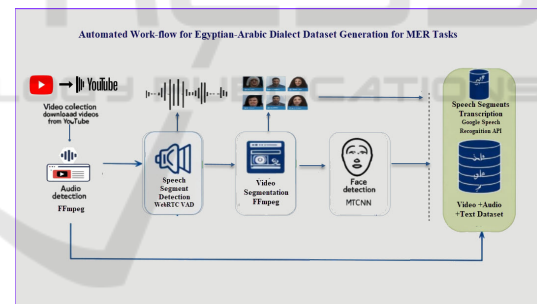 Automated Work-flow for Egyptian-Arabic Dialect Dataset Generation for MER Tasks
YouTube
Video colection
downloaad videos
from YouTube
Audio
detection
FFmpeg
Speech
Segment
Detection
WebRTC VAD
Video
Segmentation
FFmpeg
Face
detection
MTCNN
Speech Segments
Transcription
Google Speech
Recognition API
Video +Audio
+Text Dataset